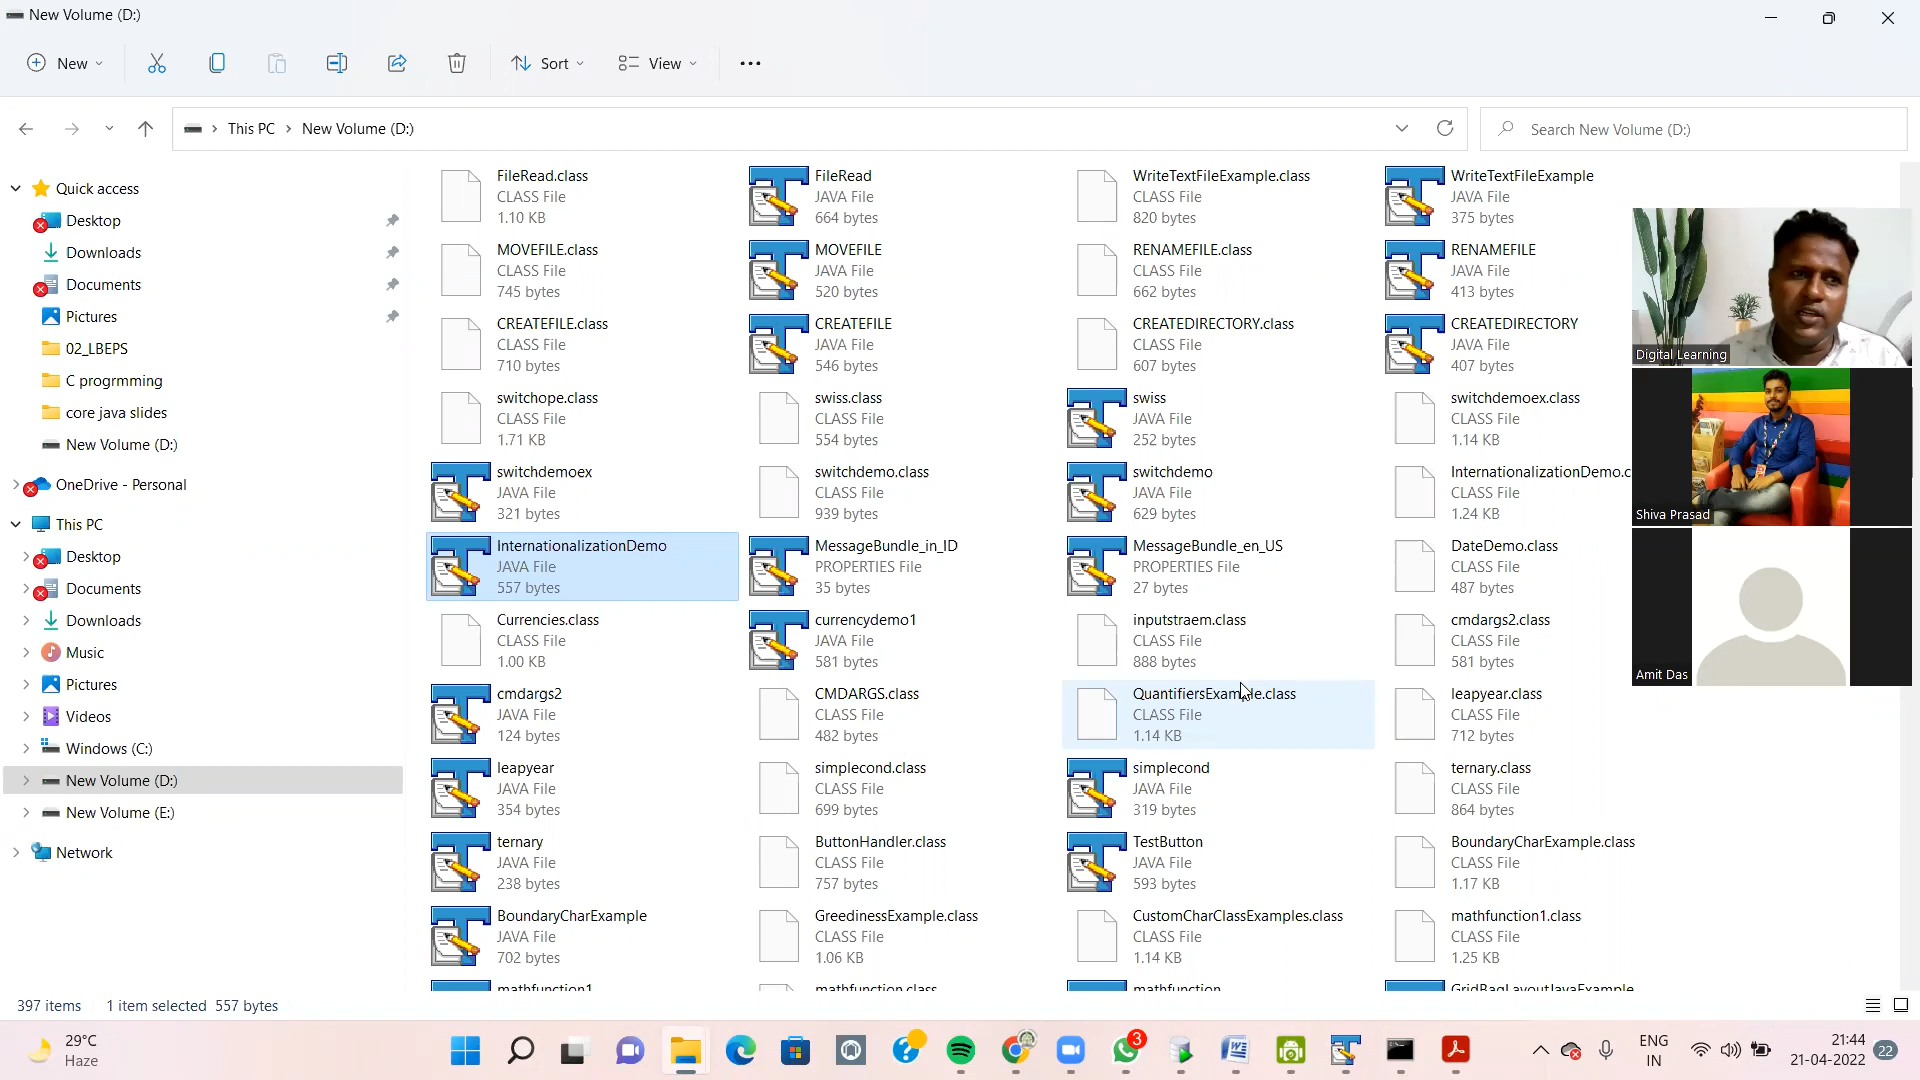 New Volume (D:)
New
Sort
View
This PC
New Volume (D:)
Search New Volume (D:)
Quick access
Desktop
Downloads
Documents
Pictures
02_LBEPS
C progrmming
core java slides
New Volume (D:)
OneDrive - Personal
This PC
Desktop
Documents
Downloads
Music
Pictures
Videos
Windows (C:)
New Volume (D:)
New Volume (E:)
Network
FileRead.class
CLASS File
1.10 KB
FileRead
JAVA File
664 bytes
WriteTextFileExample.class
CLASS File
820 bytes
WriteTextFileExample
JAVA File
375 bytes
MOVEFILE.class
CLASS File
745 bytes
MOVEFILE
JAVA File
520 bytes
RENAMEFILE.class
CLASS File
662 bytes
RENAMEFILE
JAVA File
413 bytes
CREATEFILE.class
CLASS File
710 bytes
CREATEFILE
JAVA File
546 bytes
CREATEDIRECTORY.class
CLASS File
607 bytes
CREATEDIRECTORY
JAVA File
407 bytes
switchope.class
CLASS File
1.71 KB
swiss.class
CLASS File
554 bytes
swiss
JAVA File
252 bytes
switchdemoex.class
CLASS File
1.14 KB
switchdemoex
JAVA File
321 bytes
switchdemo.class
CLASS File
939 bytes
switchdemo
JAVA File
629 bytes
InternationalizationDemo.c
CLASS File
1.24 KB
InternationalizationDemo
JAVA File
557 bytes
MessageBundle_in_ID
PROPERTIES File
35 bytes
MessageBundle_en_US
PROPERTIES File
27 bytes
DateDemo.class
CLASS File
487 bytes
Currencies.class
CLASS File
1.00 KB
currencydemo1
JAVA File
581 bytes
inputstraem.class
CLASS File
888 bytes
cmdargs2.class
CLASS File
581 bytes
cmdargs2
JAVA File
124 bytes
CMDARGS.class
CLASS File
482 bytes
QuantifiersExample.class
CLASS File
1.14 KB
leapyear.class
CLASS File
712 bytes
leapyear
JAVA File
354 bytes
simplecond.class
CLASS File
699 bytes
simplecond
JAVA File
319 bytes
ternary.class
CLASS File
864 bytes
ternary
JAVA File
238 bytes
ButtonHandler.class
CLASS File
757 bytes
TestButton
JAVA File
593 bytes
BoundaryCharExample.class
CLASS File
1.17 KB
BoundaryCharExample
JAVA File
702 bytes
GreedinessExample.class
CLASS File
1.06 KB
CustomCharClassExamples.class
CLASS File
1.14 KB
mathfunction1.class
CLASS File
1.25 KB
mathfunction1
mathfunction.class
mathfunction
GridBagLayoutJavaExample
Digital Learning
Shiva Prasad
Amit Das
397 items
1 item selected 557 bytes
29°C
Haze
3
ENG
IN
21:44
21-04-2022
22